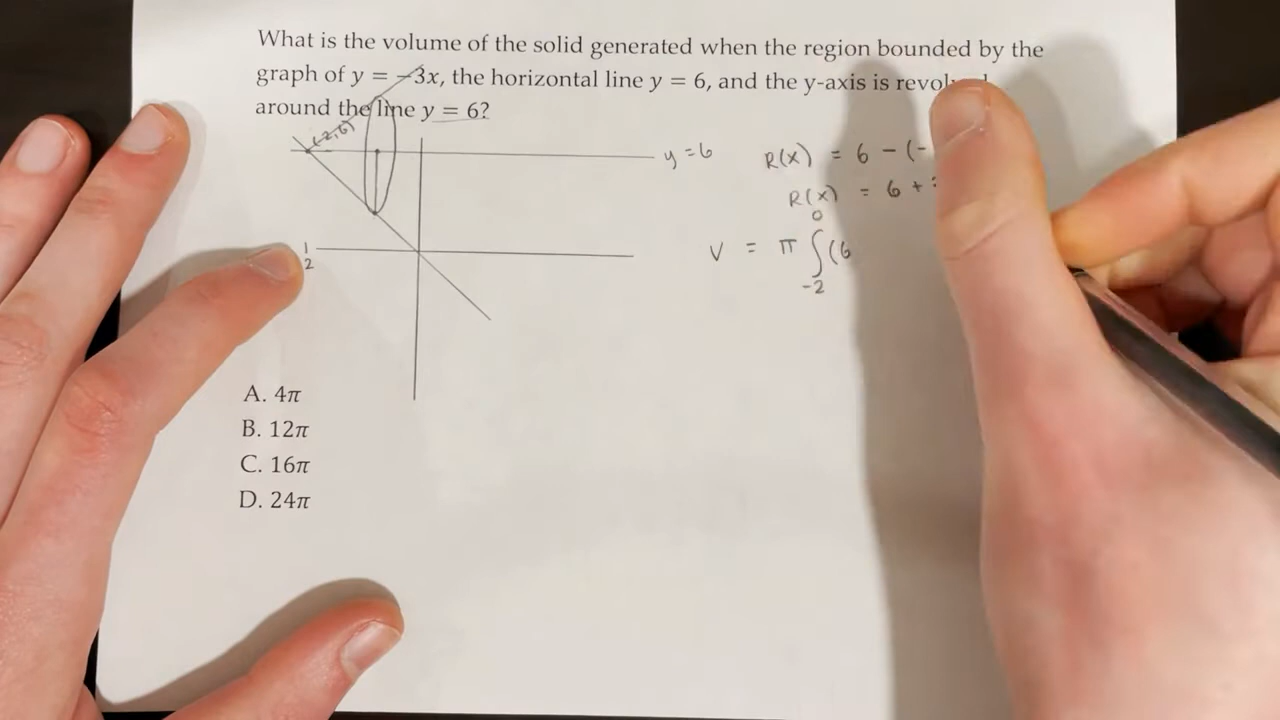 What is the volume of the solid generated when the region bounded by the
graph of y = −3x, the horizontal line y = 6, and the y-axis is
around the line y = 6?
(-2,6)
y = 6
R(x) = 6 - (-
R(x) = 6 +
1
2
V = π ∫ (6
0
-2
A. 4π
B. 12π
C. 16π
D. 24π